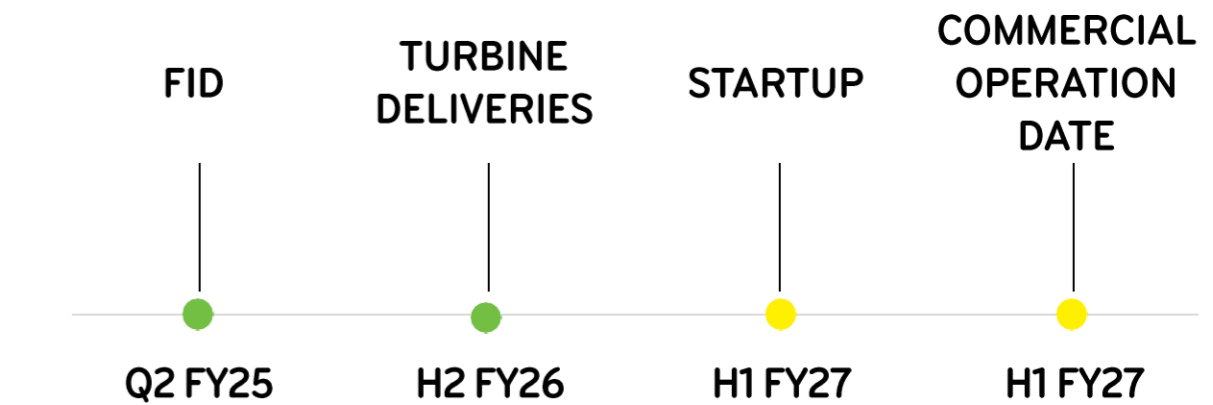 FID
TURBINE
DELIVERIES
STARTUP
COMMERCIAL
OPERATION
DATE
Q2 FY25
H2 FY26
H1 FY27
H1 FY27